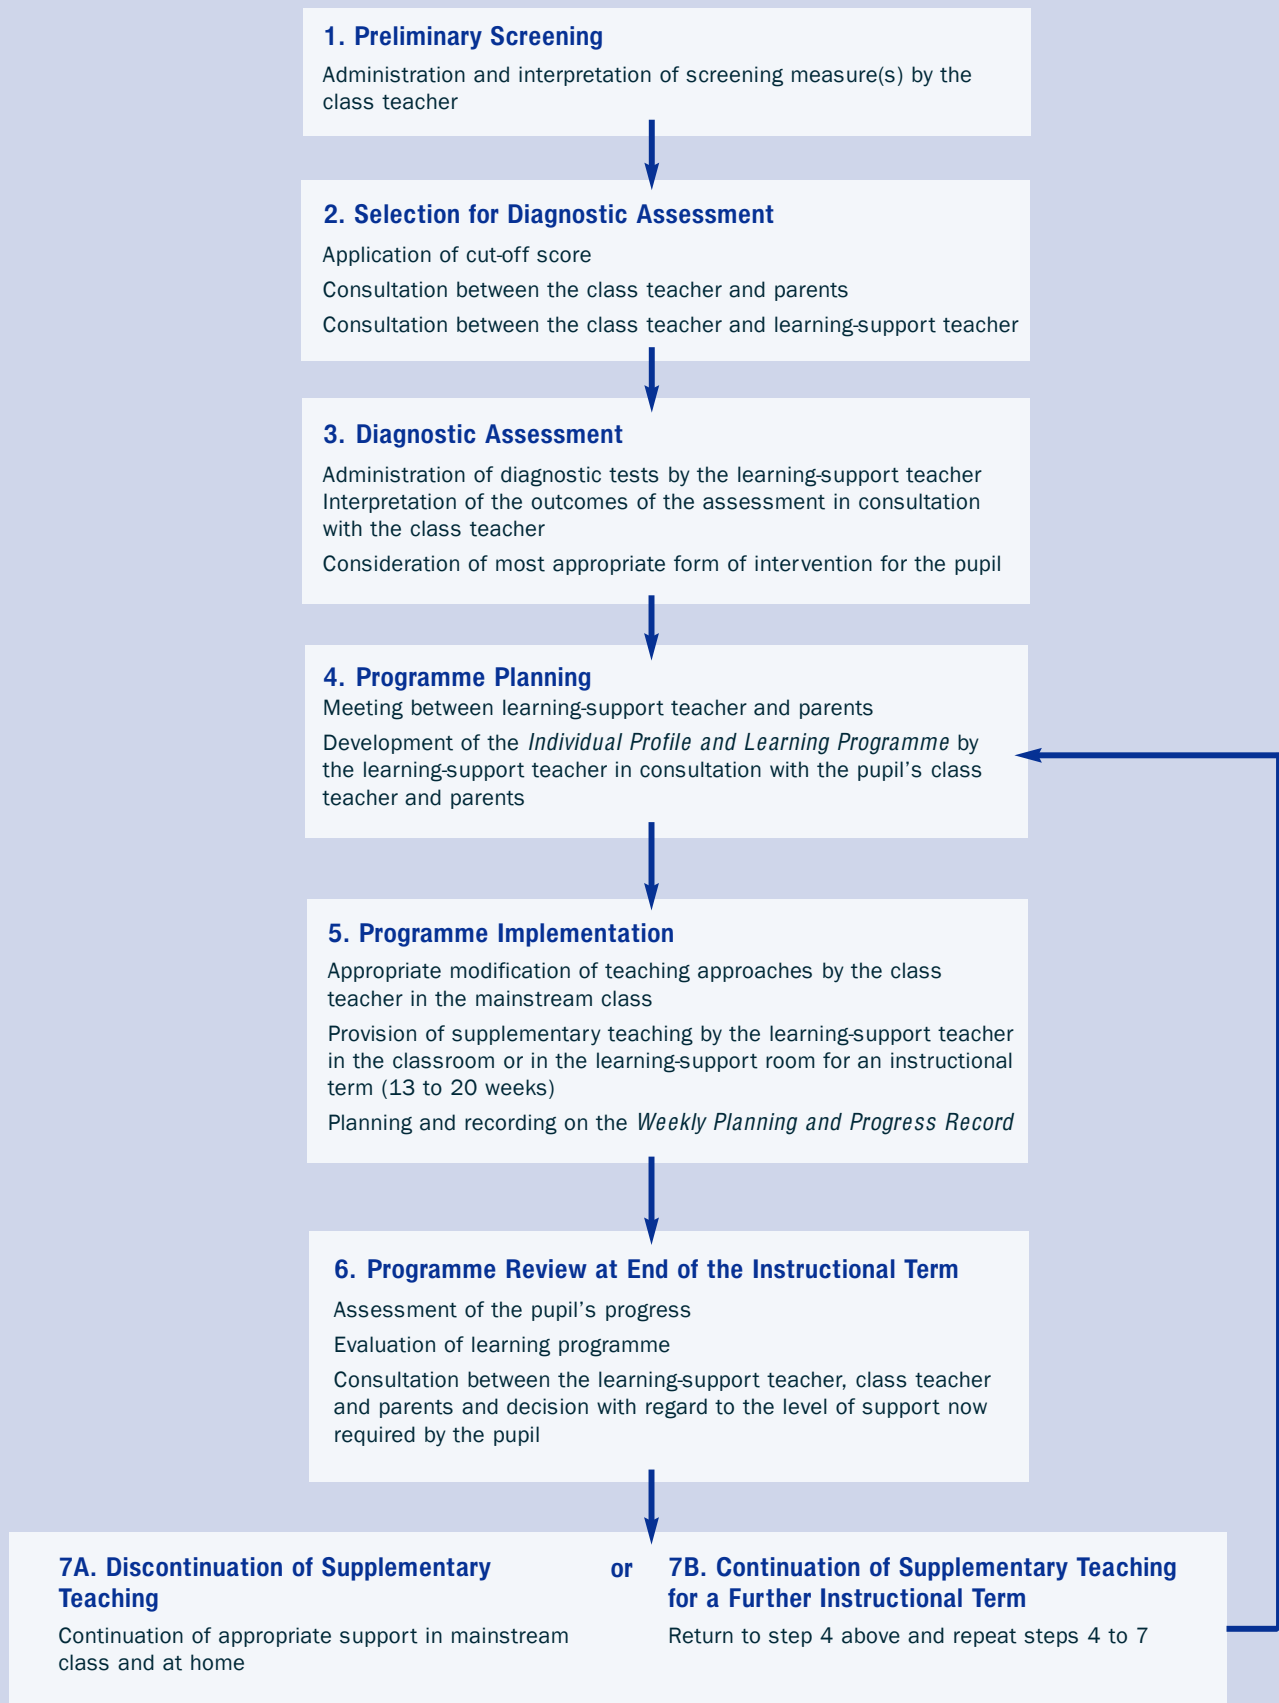 1. Preliminary Screening
Administration and interpretation of screening measure(s) by the
class teacher
2. Selection for Diagnostic Assessment
Application of cut-off score
Consultation between the class teacher and parents
Consultation between the class teacher and learning-support teacher
3. Diagnostic Assessment
Administration of diagnostic tests by the learning-support teacher
Interpretation of the outcomes of the assessment in consultation
with the class teacher
Consideration of most appropriate form of intervention for the pupil
4. Programme Planning
Meeting between learning-support teacher and parents
Development of the Individual Profile and Learning Programme by
the learning-support teacher in consultation with the pupil's class
teacher and parents
5. Programme Implementation
Appropriate modification of teaching approaches by the class
teacher in the mainstream class
Provision of supplementary teaching by the learning-support teacher
in the classroom or in the learning-support room for an instructional
term (13 to 20 weeks)
Planning and recording on the Weekly Planning and Progress Record
6. Programme Review at End of the Instructional Term
Assessment of the pupil's progress
Evaluation of learning programme
Consultation between the learning-support teacher, class teacher
and parents and decision with regard to the level of support now
required by the pupil
7A. Discontinuation of Supplementary
Teaching
Continuation of appropriate support in mainstream
class and at home
or
7B. Continuation of Supplementary Teaching
for a Further Instructional Term
Return to step 4 above and repeat steps 4 to 7